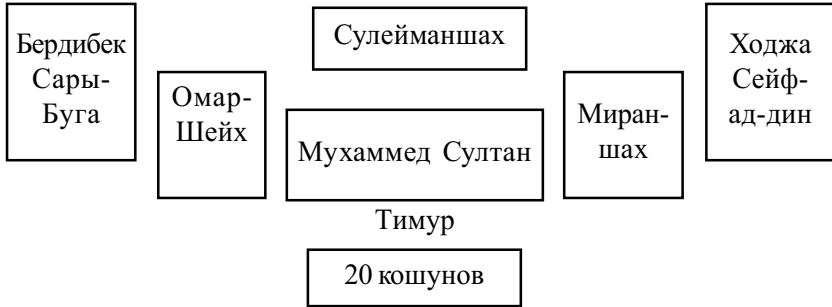 Бердибек
Сары-
Буга
Омар-
Шейх
Сулейманшах
Мухаммед Султан
Тимур
20 кошунов
Миран-
шах
Ходжа
Сейф-
ад-дин